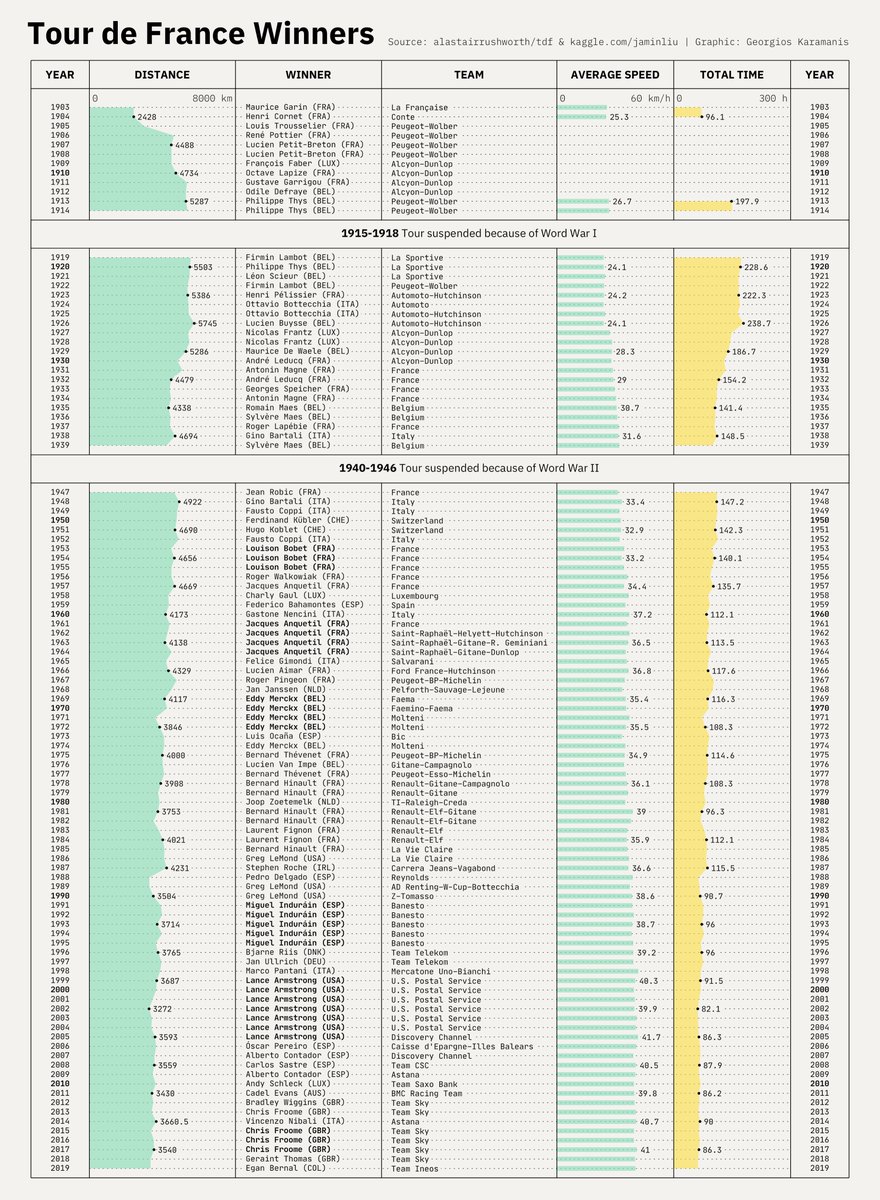 Tour de France Winners
Source: alastairrushworth/tdf & kaggle.com/jaminliu | Graphic: Georgios Karamanis
YEAR DISTANCE WINNER TEAM AVERAGE SPEED TOTAL TIME YEAR
0 8000 km 0 60 km/h 0 300 h
1903 Maurice Garin (FRA) La Française 1903
1904 2428 Henri Cornet (FRA) Conte 25.3 96.1 1904
1905 Louis Trousselier (FRA) Peugeot-Wolber 1905
1906 René Pottier (FRA) Peugeot-Wolber 1906
1907 4488 Lucien Petit-Breton (FRA) Peugeot-Wolber 1907
1908 Lucien Petit-Breton (FRA) Peugeot-Wolber 1908
1909 François Faber (LUX) Alcyon-Dunlop 1909
1910 4734 Octave Lapize (FRA) Alcyon-Dunlop 1910
1911 Gustave Garrigou (FRA) Alcyon-Dunlop 1911
1912 Odile Defraye (BEL) Alcyon-Dunlop 1912
1913 5287 Philippe Thys (BEL) Peugeot-Wolber 26.7 197.9 1913
1914 Philippe Thys (BEL) Peugeot-Wolber 1914
1915-1918 Tour suspended because of Word War I
1919 Firmin Lambot (BEL) La Sportive 1919
1920 5503 Philippe Thys (BEL) La Sportive 24.1 228.6 1920
1921 Léon Scieur (BEL) La Sportive 1921
1922 Firmin Lambot (BEL) Peugeot-Wolber 1922
1923 5386 Henri Pélissier (FRA) Automoto-Hutchinson 24.2 222.3 1923
1924 Ottavio Bottecchia (ITA) Automoto 1924
1925 Ottavio Bottecchia (ITA) Automoto-Hutchinson 1925
1926 5745 Lucien Buysse (BEL) Automoto-Hutchinson 24.1 238.7 1926
1927 Nicolas Frantz (LUX) Alcyon-Dunlop 1927
1928 Nicolas Frantz (LUX) Alcyon-Dunlop 1928
1929 5286 Maurice De Waele (BEL) Alcyon-Dunlop 28.3 186.7 1929
1930 André Leducq (FRA) Alcyon-Dunlop 1930
1931 Antonin Magne (FRA) France 1931
1932 4479 André Leducq (FRA) France 29 154.2 1932
1933 Georges Speicher (FRA) France 1933
1934 Antonin Magne (FRA) France 1934
1935 4338 Romain Maes (BEL) Belgium 30.7 141.4 1935
1936 Sylvère Maes (BEL) Belgium 1936
1937 Roger Lapébie (FRA) France 1937
1938 4694 Gino Bartali (ITA) Italy 31.6 148.5 1938
1939 Sylvère Maes (BEL) Belgium 1939
1940-1946 Tour suspended because of Word War II
1947 Jean Robic (FRA) France 1947
1948 4922 Gino Bartali (ITA) Italy 33.4 147.2 1948
1949 Fausto Coppi (ITA) Italy 1949
1950 Ferdinand Kübler (CHE) Switzerland 1950
1951 4690 Hugo Koblet (CHE) Switzerland 32.9 142.3 1951
1952 Fausto Coppi (ITA) Italy 1952
1953 Louison Bobet (FRA) France 1953
1954 4656 Louison Bobet (FRA) France 33.2 140.1 1954
1955 Louison Bobet (FRA) France 1955
1956 Roger Walkowiak (FRA) France 1956
1957 4669 Jacques Anquetil (FRA) France 34.4 135.7 1957
1958 Charly Gaul (LUX) Luxembourg 1958
1959 Federico Bahamontes (ESP) Spain 1959
1960 4173 Gastone Nencini (ITA) Italy 37.2 112.1 1960
1961 Jacques Anquetil (FRA) France 1961
1962 Jacques Anquetil (FRA) Saint-Raphaël-Helyett-Hutchinson 1962
1963 4138 Jacques Anquetil (FRA) Saint-Raphaël-Gitane-R. Geminiani 36.5 113.5 1963
1964 Jacques Anquetil (FRA) Saint-Raphaël-Gitane-Dunlop 1964
1965 Felice Gimondi (ITA) Salvarani 1965
1966 4329 Lucien Aimar (FRA) Ford France-Hutchinson 36.8 117.6 1966
1967 Roger Pingeon (FRA) Peugeot-BP-Michelin 1967
1968 Jan Janssen (NLD) Pelforth-Sauvage-Lejeune 1968
1969 4117 Eddy Merckx (BEL) Faema 35.4 116.3 1969
1970 Eddy Merckx (BEL) Faemino-Faema 1970
1971 Eddy Merckx (BEL) Molteni 1971
1972 3846 Eddy Merckx (BEL) Molteni 35.5 108.3 1972
1973 Luis Ocaña (ESP) Bic 1973
1974 Eddy Merckx (BEL) Molteni 1974
1975 4000 Bernard Thévenet (FRA) Peugeot-BP-Michelin 34.9 114.6 1975
1976 Lucien Van Impe (BEL) Gitane-Campagnolo 1976
1977 Bernard Thévenet (FRA) Peugeot-Esso-Michelin 1977
1978 3908 Bernard Hinault (FRA) Renault-Gitane-Campagnolo 36.1 108.3 1978
1979 Bernard Hinault (FRA) Renault-Gitane 1979
1980 Joop Zoetemelk (NLD) TI-Raleigh-Creda 1980
1981 3753 Bernard Hinault (FRA) Renault-Elf-Gitane 39 96.3 1981
1982 Bernard Hinault (FRA) Renault-Elf-Gitane 1982
1983 Laurent Fignon (FRA) Renault-Elf 1983
1984 4021 Laurent Fignon (FRA) Renault-Elf 35.9 112.1 1984
1985 Bernard Hinault (FRA) La Vie Claire 1985
1986 Greg LeMond (USA) La Vie Claire 1986
1987 4231 Stephen Roche (IRL) Carrera Jeans-Vagabond 36.6 115.5 1987
1988 Pedro Delgado (ESP) Reynolds 1988
1989 Greg LeMond (USA) AD Renting-W-Cup-Bottecchia 1989
1990 3504 Greg LeMond (USA) Z-Tomasso 38.6 90.7 1990
1991 Miguel Induráin (ESP) Banesto 1991
1992 Miguel Induráin (ESP) Banesto 1992
1993 3714 Miguel Induráin (ESP) Banesto 38.7 96 1993
1994 Miguel Induráin (ESP) Banesto 1994
1995 Miguel Induráin (ESP) Banesto 1995
1996 3765 Bjarne Riis (DNK) Team Telekom 39.2 96 1996
1997 Jan Ullrich (DEU) Team Telekom 1997
1998 Marco Pantani (ITA) Mercatone Uno-Bianchi 1998
1999 3687 Lance Armstrong (USA) U.S. Postal Service 40.3 91.5 1999
2000 Lance Armstrong (USA) U.S. Postal Service 2000
2001 Lance Armstrong (USA) U.S. Postal Service 2001
2002 3272 Lance Armstrong (USA) U.S. Postal Service 39.9 82.1 2002
2003 Lance Armstrong (USA) U.S. Postal Service 2003
2004 Lance Armstrong (USA) U.S. Postal Service 2004
2005 3593 Lance Armstrong (USA) Discovery Channel 41.7 86.3 2005
2006 Óscar Pereiro (ESP) Caisse d'Epargne-Illes Balears 2006
2007 Alberto Contador (ESP) Discovery Channel 2007
2008 3559 Carlos Sastre (ESP) Team CSC 40.5 87.9 2008
2009 Alberto Contador (ESP) Astana 2009
2010 Andy Schleck (LUX) Team Saxo Bank 2010
2011 3430 Cadel Evans (AUS) BMC Racing Team 39.8 86.2 2011
2012 Bradley Wiggins (GBR) Team Sky 2012
2013 Chris Froome (GBR) Team Sky 2013
2014 3660.5 Vincenzo Nibali (ITA) Astana 40.7 90 2014
2015 Chris Froome (GBR) Team Sky 2015
2016 Chris Froome (GBR) Team Sky 2016
2017 3540 Chris Froome (GBR) Team Sky 41 86.3 2017
2018 Geraint Thomas (GBR) Team Sky 2018
2019 Egan Bernal (COL) Team Ineos 2019